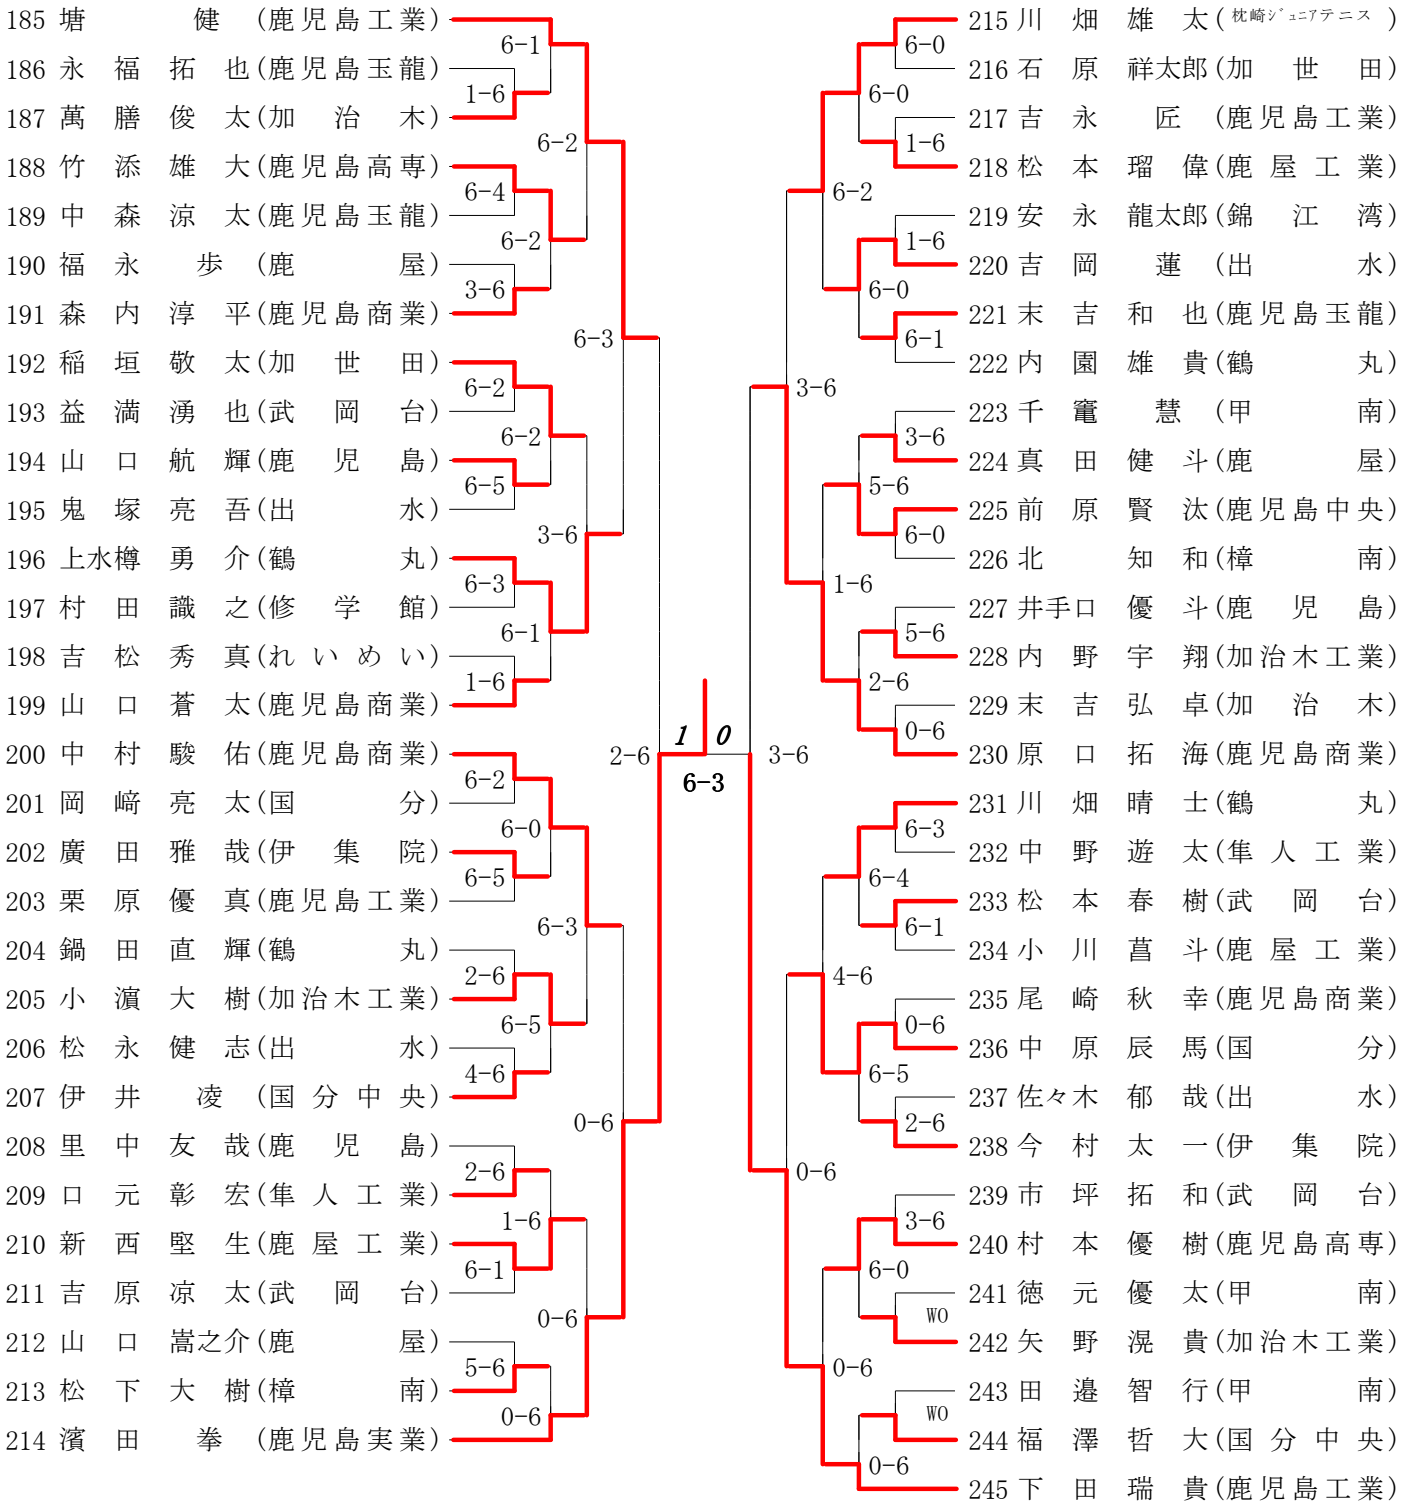 185 塘 健 (鹿児島工業)
6-1
186 永福拓也(鹿児島玉龍)
1-6
187 萬膳俊太(加治木)
6-2
188 竹添雄大(鹿児島高専)
6-4
189 中森涼太(鹿児島玉龍)
6-2
190 福永歩(鹿屋)
3-6
191 森内淳平(鹿児島商業)
6-3
192 稲垣敬太(加世田)
6-2
193 益満湧也(武岡台)
6-2
194 山口航輝(鹿児島)
6-5
195 鬼塚亮吾(出水)
3-6
196 上水樽勇介(鶴丸)
6-3
197 村田識之(修学館)
6-1
198 吉松秀真(れいめい)
1-6
199 山口蒼太(鹿児島商業)
2-6
200 中村駿佑(鹿児島商業)
6-2
201 岡﨑亮太(国分)
6-0
202 廣田雅哉(伊集院)
6-5
203 栗原優真(鹿児島工業)
6-3
204 鍋田直輝(鶴丸)
2-6
205 小濵大樹(加治木工業)
6-5
206 松永健志(出水)
4-6
207 伊井凌(国分中央)
0-6
208 里中友哉(鹿児島)
2-6
209 口元彰宏(隼人工業)
1-6
210 新西堅生(鹿屋工業)
6-1
211 吉原凉太(武岡台)
0-6
212 山口嵩之介(鹿屋)
5-6
213 松下大樹(樟南)
0-6
214 濱田拳(鹿児島実業)
1 0
6-3
215 川畑雄太(枕崎ジュニアテニス)
6-0
216 石原祥太郎(加世田)
6-0
217 吉永匠(鹿児島工業)
1-6
218 松本瑠偉(鹿屋工業)
6-2
219 安永龍太郎(錦江湾)
1-6
220 吉岡蓮(出水)
6-0
221 末吉和也(鹿児島玉龍)
6-1
222 内園雄貴(鶴丸)
3-6
223 千竈慧(甲南)
3-6
224 真田健斗(鹿屋)
5-6
225 前原賢汰(鹿児島中央)
6-0
226 北知和(樟南)
1-6
227 井手口優斗(鹿児島)
5-6
228 内野宇翔(加治木工業)
2-6
229 末吉弘卓(加治木)
0-6
230 原口拓海(鹿児島商業)
3-6
231 川畑晴士(鶴丸)
6-3
232 中野遊太(隼人工業)
6-4
233 松本春樹(武岡台)
6-1
234 小川菖斗(鹿屋工業)
4-6
235 尾崎秋幸(鹿児島商業)
0-6
236 中原辰馬(国分)
6-5
237 佐々木郁哉(出水)
2-6
238 今村太一(伊集院)
0-6
239 市坪拓和(武岡台)
3-6
240 村本優樹(鹿児島高専)
6-0
241 徳元優太(甲南)
WO
242 矢野滉貴(加治木工業)
0-6
243 田邉智行(甲南)
WO
244 福澤哲大(国分中央)
0-6
245 下田瑞貴(鹿児島工業)